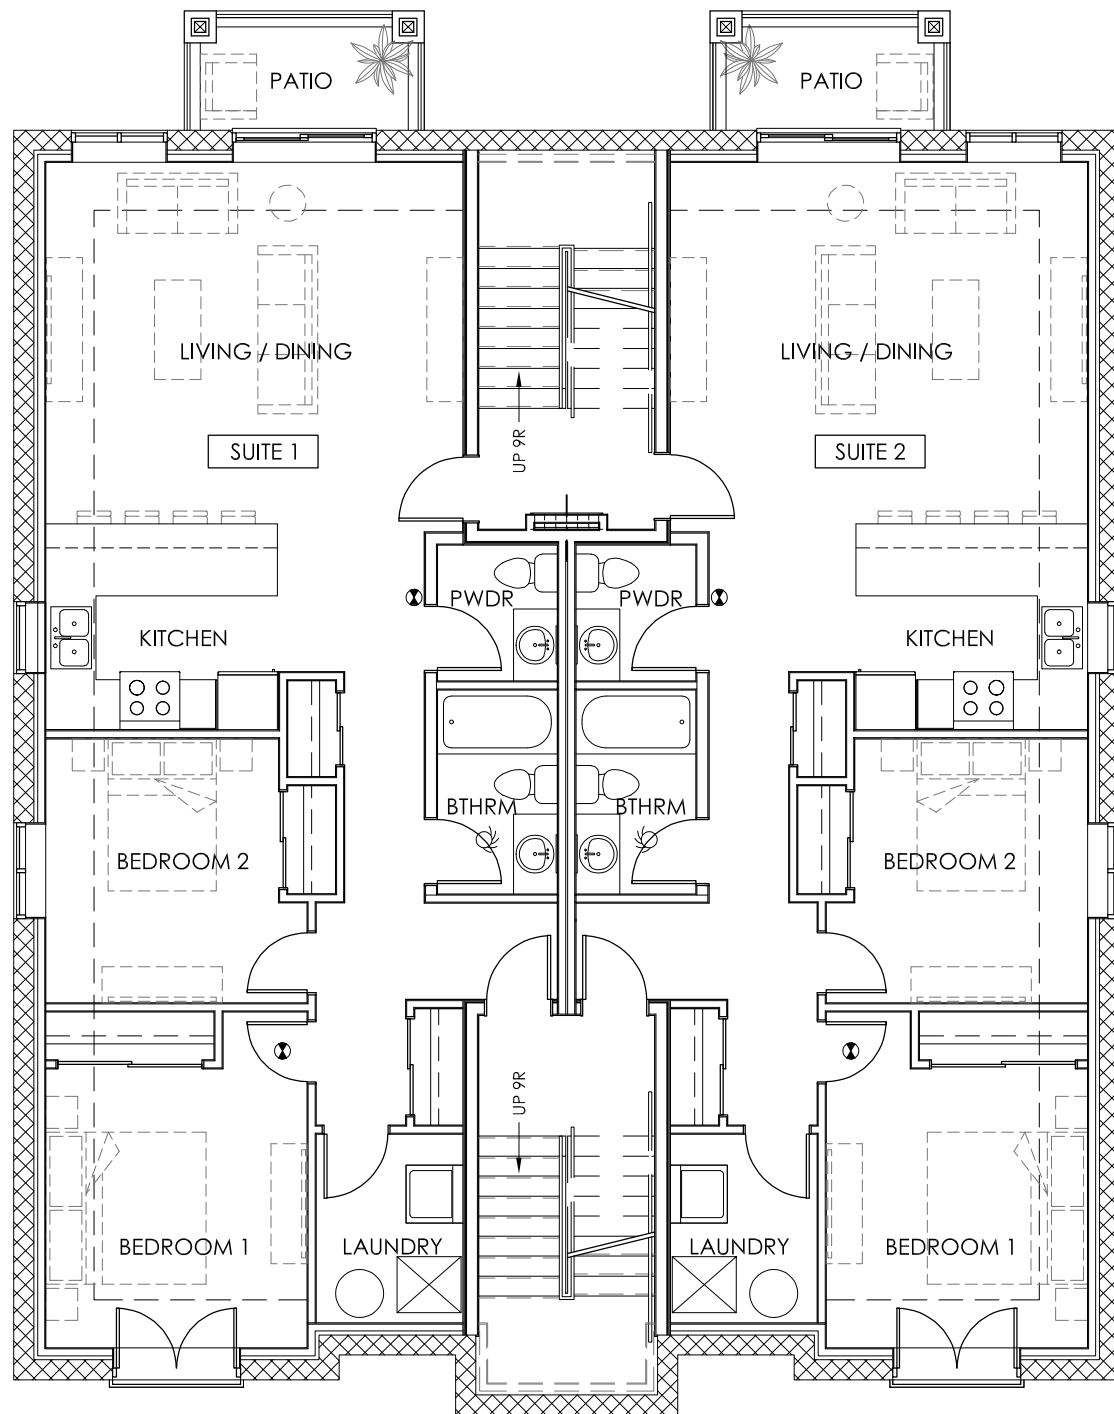 PATIO
PATIO
LIVING / DINING
LIVING / DINING
SUITE 1
UP 9R
SUITE 2
PWDR
PWDR
KITCHEN
KITCHEN
BTHRM
BTHRM
BEDROOM 2
BEDROOM 2
UP 9R
BEDROOM 1
LAUNDRY
LAUNDRY
BEDROOM 1